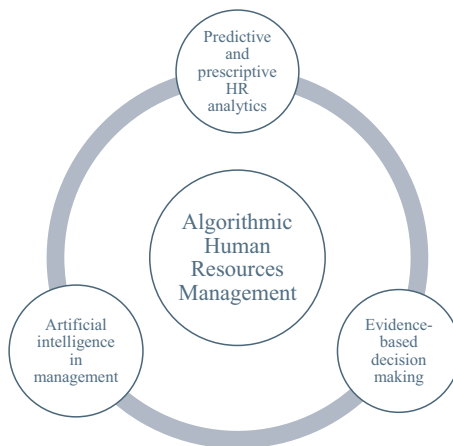 Predictive
and
prescriptive
HR
analytics
Algorithmic
Human
Resources
Management
Artificial
intelligence
in
management
Evidence-
based
decision
making